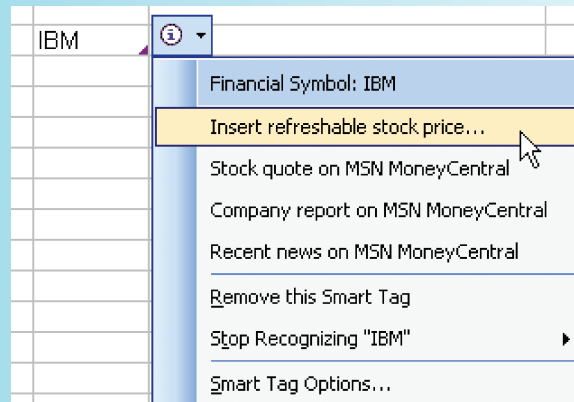 IBM
Financial Symbol: IBM
Insert refreshable stock price...
Stock quote on MSN MoneyCentral
Company report on MSN MoneyCentral
Recent news on MSN MoneyCentral
Remove this Smart Tag
Stop Recognizing "IBM"
Smart Tag Options...